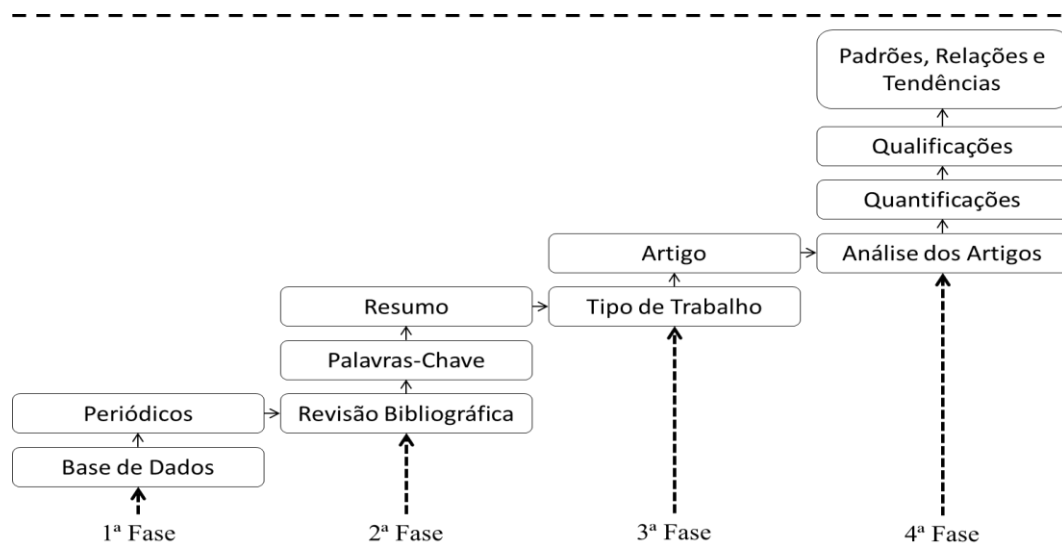 Padrões, Relações e
Tendências
Qualificações
Quantificações
Artigo
Análise dos Artigos
Resumo
Tipo de Trabalho
Palavras-Chave
Periódicos
Revisão Bibliográfica
Base de Dados
1ª Fase
2ª Fase
3ª Fase
4ª Fase